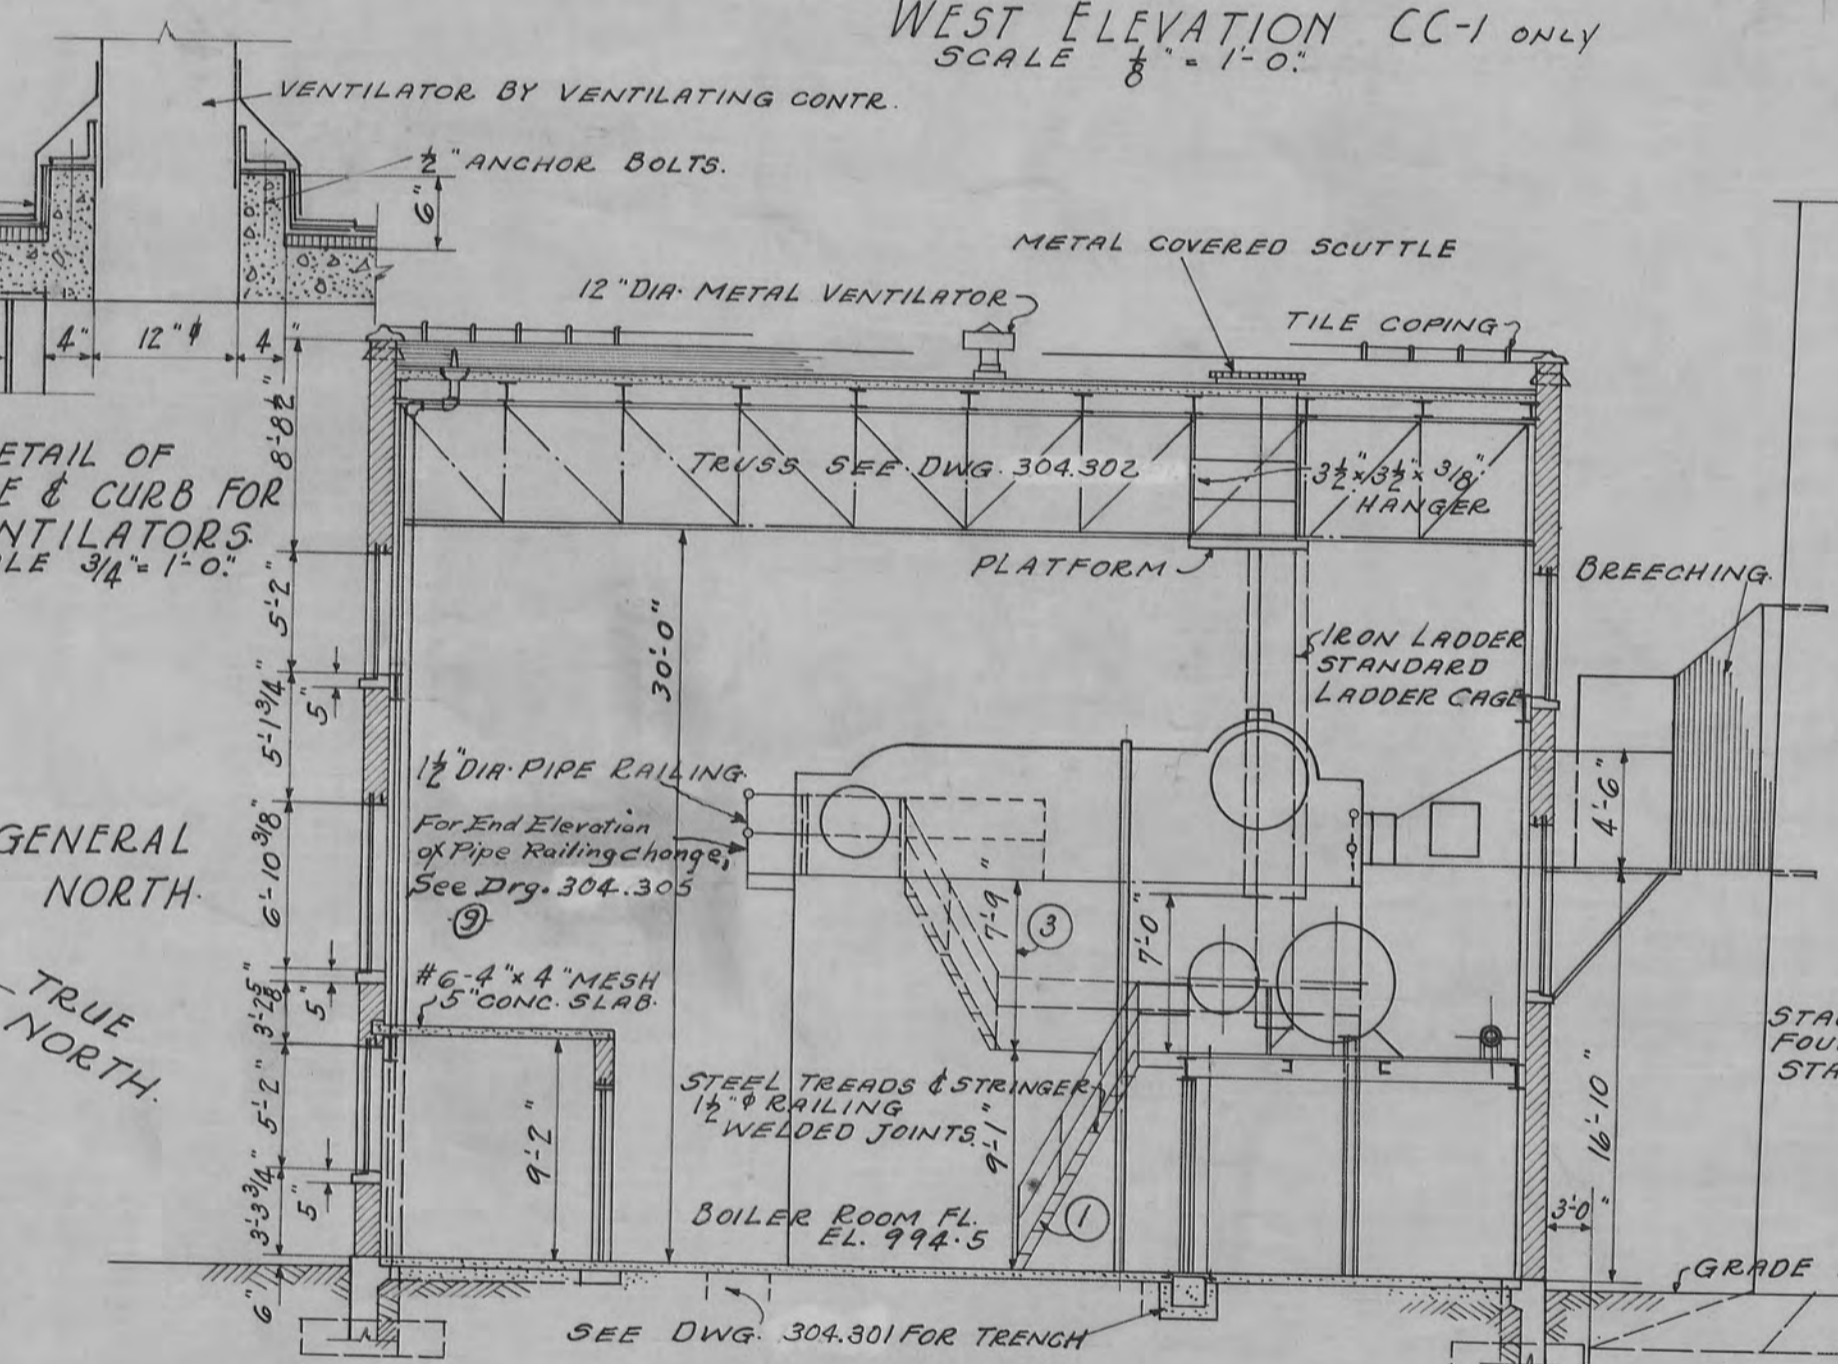 WEST ELEVATION CC-1 ONLY
SCALE 1/8" = 1'-0".
VENTILATOR BY VENTILATING CONTR.
1/2" ANCHOR BOLTS.
6"
METAL COVERED SCUTTLE
12" DIA. METAL VENTILATOR
TILE COPING
4" 12"φ 4"
8'-8 1/2"
ETAIL OF
E & CURB FOR
NTILATORS.
LE 3/4" = 1'-0".
TRUSS SEE DWG. 304.302
3 1/2" x 3 1/2" x 3/8"
HANGER
PLATFORM
BREECHING.
5'-2"
30'-0"
IRON LADDER
STANDARD
LADDER CAGE
5"
5'-1 3/4"
1 1/2" DIA. PIPE RAILING.
4'-6"
For End Elevation
of Pipe Railing change,
See Drg. 304.305
9
GENERAL
NORTH.
6'-10 3/8"
7'-9"
3
7'-0"
TRUE
NORTH.
#6-4" x 4" MESH
5" CONC. SLAB.
3'-2 5/8"
5"
STA
FOU
STA
5'-2"
9'-2"
STEEL TREADS & STRINGER
1 1/2"φ RAILING
WELDED JOINTS.
9'-1"
16'-10"
3'-3 3/4"
5"
BOILER ROOM FL.
EL. 994.5
1
3'-0"
GRADE
6"
SEE DWG. 304.301 FOR TRENCH